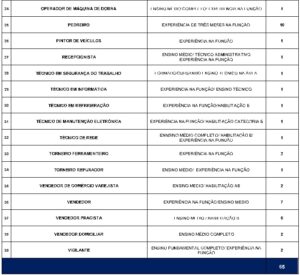 24 OPERADOR DE MÁQUINA DE DOBRA
25 PEDREIRO EXPERIÊNCIA DE TRÊS MESES NA FUNÇÃO 10
26 PINTOR DE VEÍCULOS EXPERIÊNCIA NA FUNÇÃO 1
27 RECEPCIONISTA ENSINO MÉDIO/ TÉCNICO ADMINISTRATIVO/ EXPERIÊNCIA NA FUNÇÃO 1
28 TÉCNICO EM SEGURANÇA DO TRABALHO 1
29 TÉCNICO EM INFORMÁTICA EXPERIÊNCIA NA FUNÇÃO/ ENSINO TÉCNICO 1
30 TÉCNICO EM REFRIGERAÇÃO EXPERIÊNCIA NA FUNÇÃO/HABILITAÇÃO B 1
31 TÉCNICO DE MANUTENÇÃO ELETRÔNICA EXPERIÊNCIA NA FUNÇÃO/ HABILITAÇÃO CATEGORIA B 1
32 TÉCNICO DE REDE ENSINO MÉDIO COMPLETO/ HABILITAÇÃO B/ EXPERIÊNCIA NA FUNÇÃO 1
33 TORNEIRO FERRAMENTEIRO EXPERIÊNCIA NA FUNÇÃO 2
34 TORNEIRO REPUXADOR ENSINO MÉDIO/ EXPERIÊNCIA NA FUNÇÃO 1
35 VENDEDOR DE COMÉRCIO VAREJISTA ENSINO MÉDIO/ HABILITAÇÃO AB 2
36 VENDEDOR EXPERIÊNCIA NA FUNÇÃO/ENSINO MÉDIO 7
37 VENDEDOR PRACISTA ENSINO MÉDIO/ HABILITAÇÃO 6
38 VENDEDOR DOMICILIAR ENSINO MÉDIO COMPLETO 2
39 VIGILANTE ENSINO FUNDAMENTAL COMPLETO/ EXPERIÊNCIA NA FUNÇÃO 2